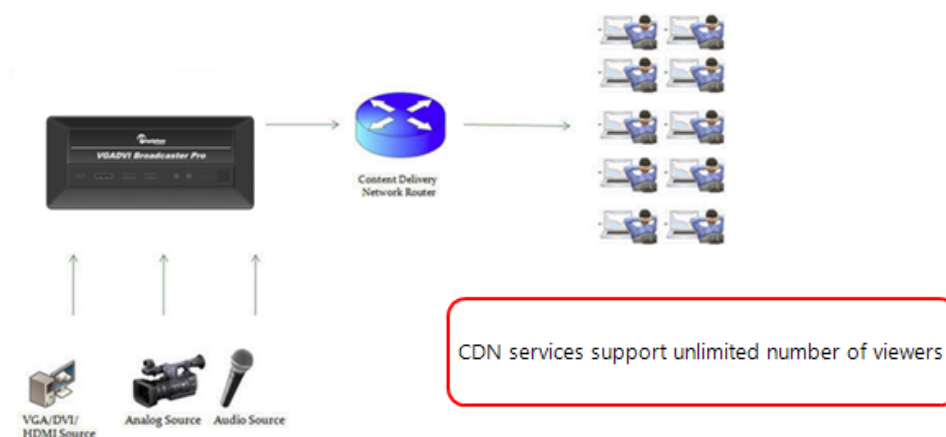 VGADVI Broadcaster Pro
Content Delivery
Network Router
CDN services support unlimited number of viewers
VGA/DVI/
HDMI Source
Analog Source
Audio Source